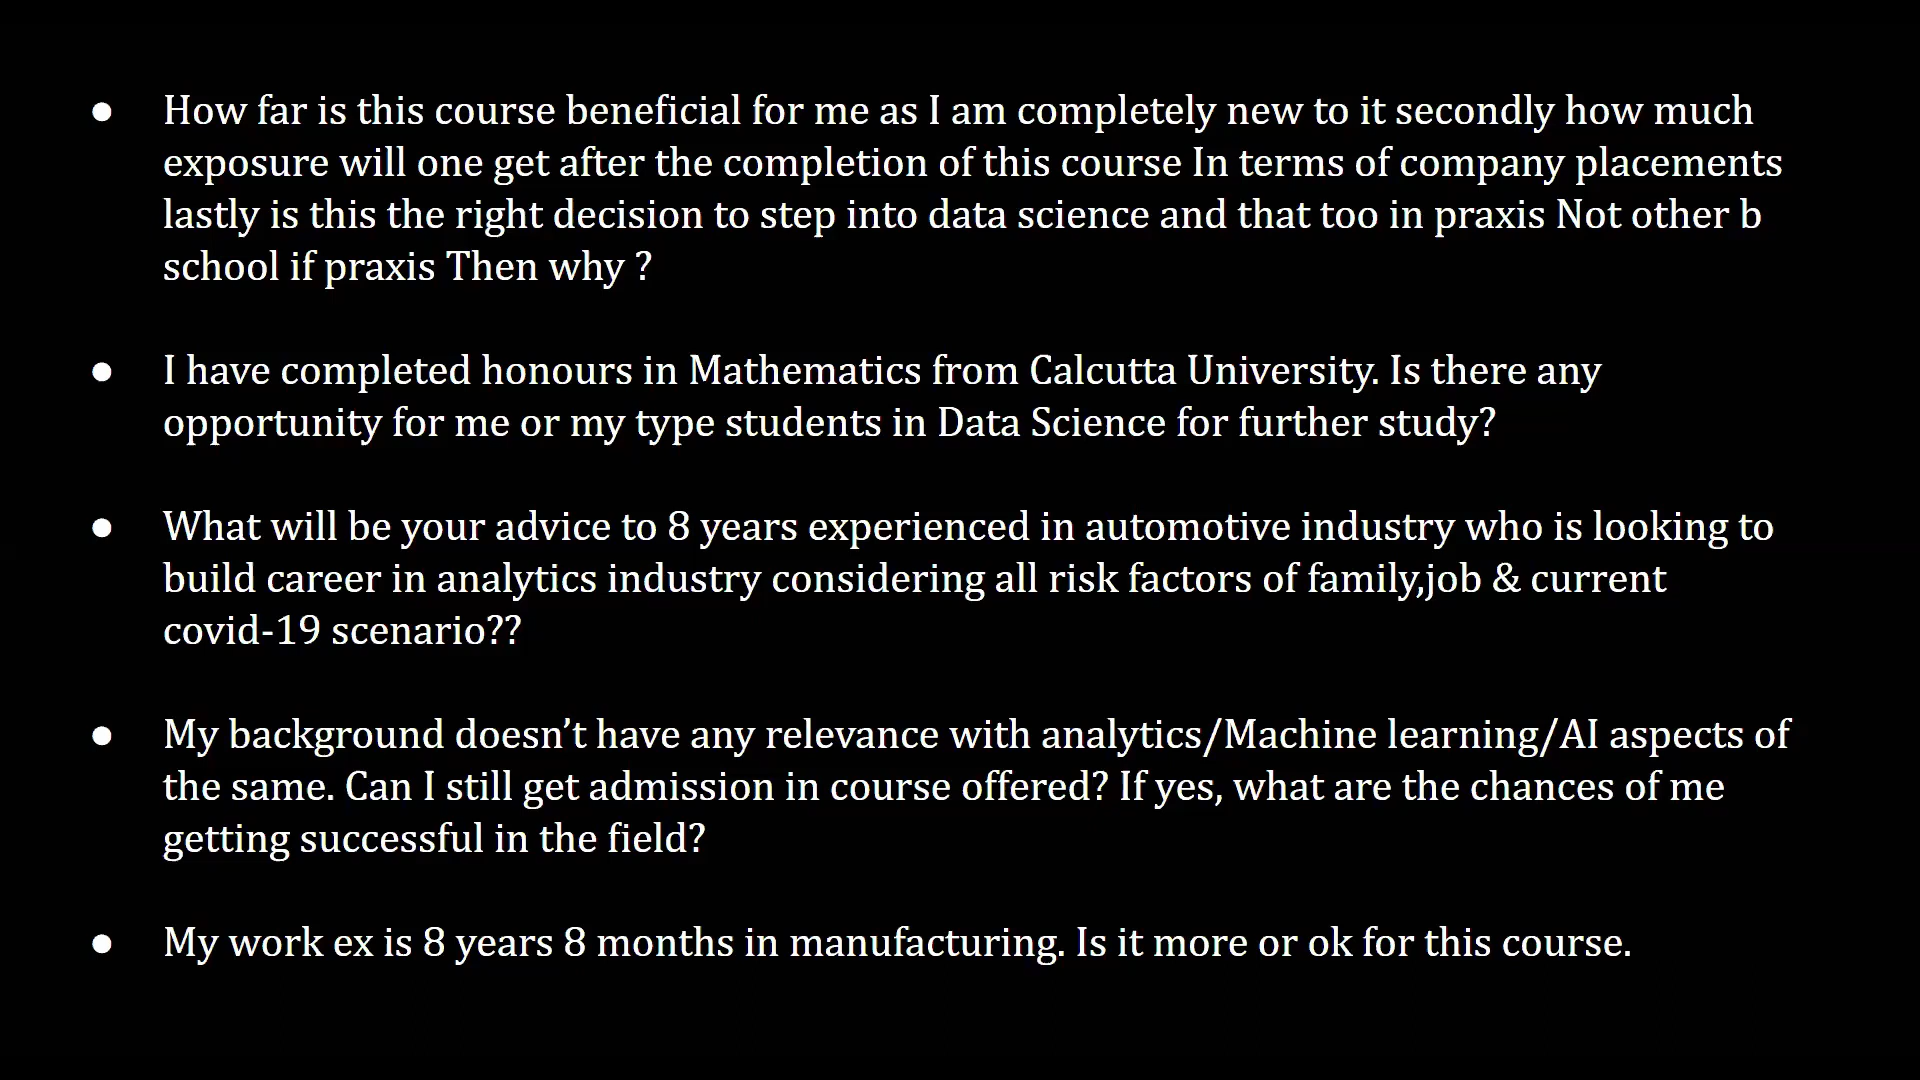 ● How far is this course beneficial for me as I am completely new to it secondly how much
exposure will one get after the completion of this course In terms of company placements
lastly is this the right decision to step into data science and that too in praxis Not other b
school if praxis Then why ?
● I have completed honours in Mathematics from Calcutta University. Is there any
opportunity for me or my type students in Data Science for further study?
● What will be your advice to 8 years experienced in automotive industry who is looking to
build career in analytics industry considering all risk factors of family,job & current
covid-19 scenario??
● My background doesn’t have any relevance with analytics/Machine learning/AI aspects of
the same. Can I still get admission in course offered? If yes, what are the chances of me
getting successful in the field?
● My work ex is 8 years 8 months in manufacturing. Is it more or ok for this course.